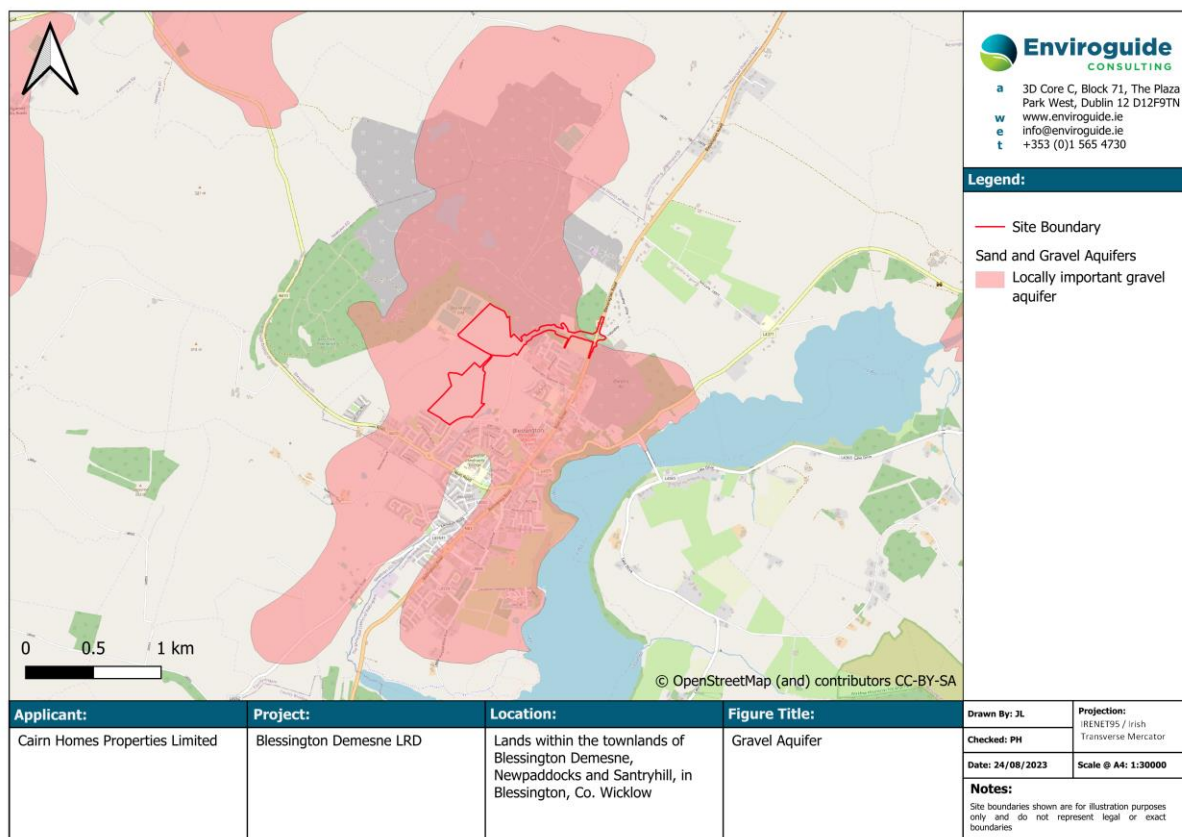 Enviroguide
CONSULTING
a 3D Core C, Block 71, The Plaza
Park West, Dublin 12 D12F9TN
w www.enviroguide.ie
e info@enviroguide.ie
t +353 (0)1 565 4730
Legend:
Site Boundary
Sand and Gravel Aquifers
Locally important gravel
aquifer
Blessington
0 0.5 1 km
© OpenStreetMap (and) contributors CC-BY-SA
Applicant:
Cairn Homes Properties Limited
Project:
Blessington Demesne LRD
Location:
Lands within the townlands of
Blessington Demesne,
Newpaddocks and Santryhill, in
Blessington, Co. Wicklow
Figure Title:
Gravel Aquifer
Drawn By: JL
Checked: PH
Date: 24/08/2023
Projection:
IRENET95 / Irish
Transverse Mercator
Scale @ A4: 1:30000
Notes:
Site boundaries shown are for illustration purposes
only and do not represent legal or exact
boundaries